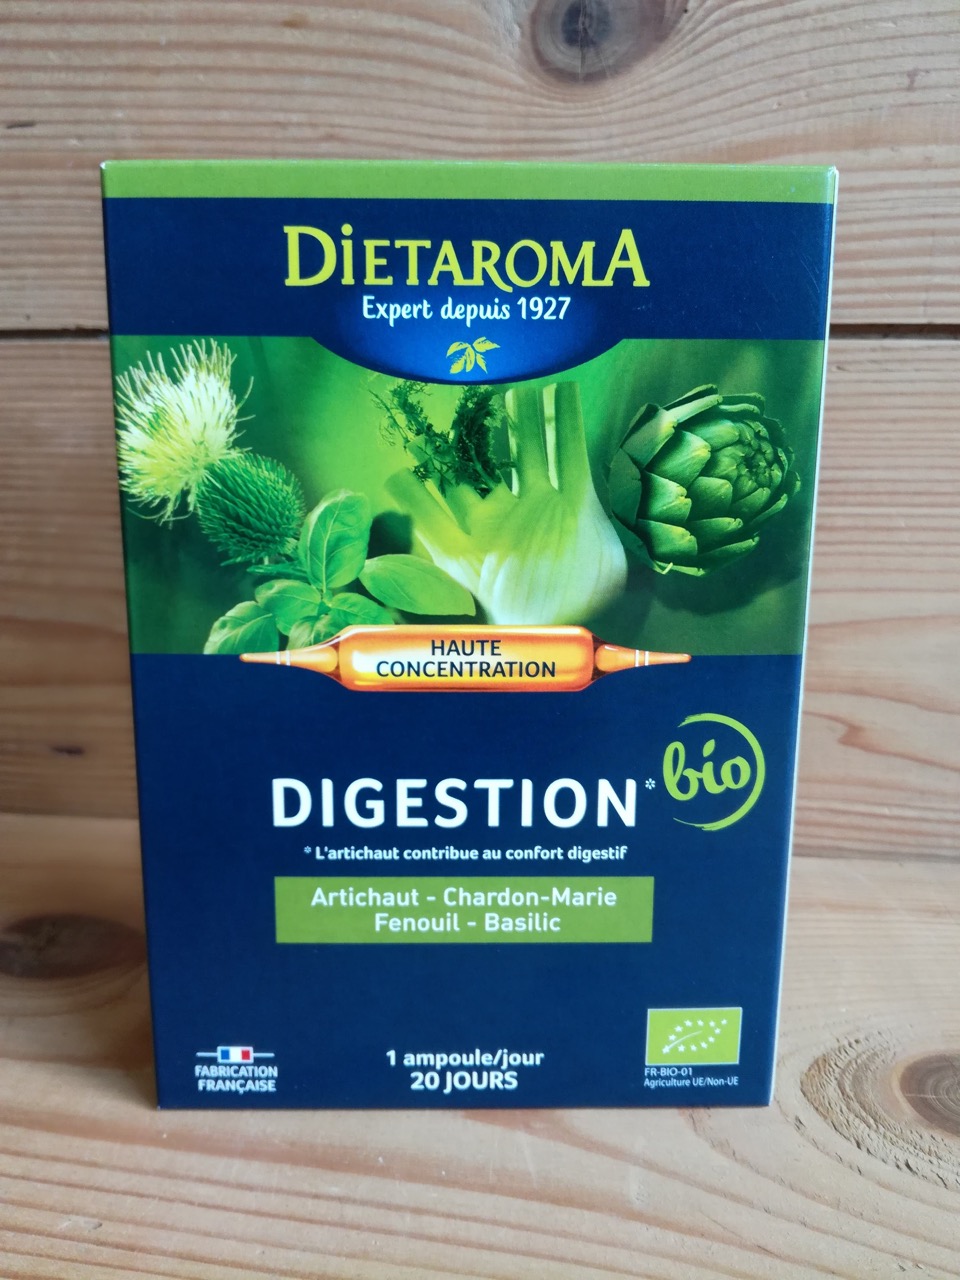 DiETAROMA
Expert depuis 1927
HAUTE
CONCENTRATION
bio
DIGESTION*
* L'artichaut contribue au confort digestif
Artichaut - Chardon-Marie
Fenouil - Basilic
FABRICATION
FRANÇAISE
1 ampoule/jour
20 JOURS
FR-BIO-01
Agriculture UE/Non-UE